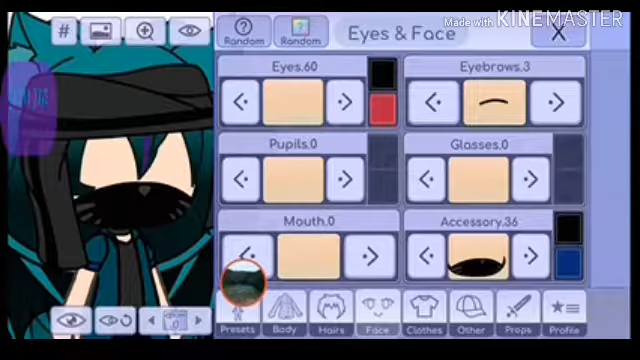 Made with KINEMASTER
#
Random
Random
Eyes & Face
X
Eyes.60
Eyebrows.3
Pupils.0
Glasses.0
Mouth.0
Accessory.36
Presets
Body
Hairs
Face
Clothes
Other
Props
Profile